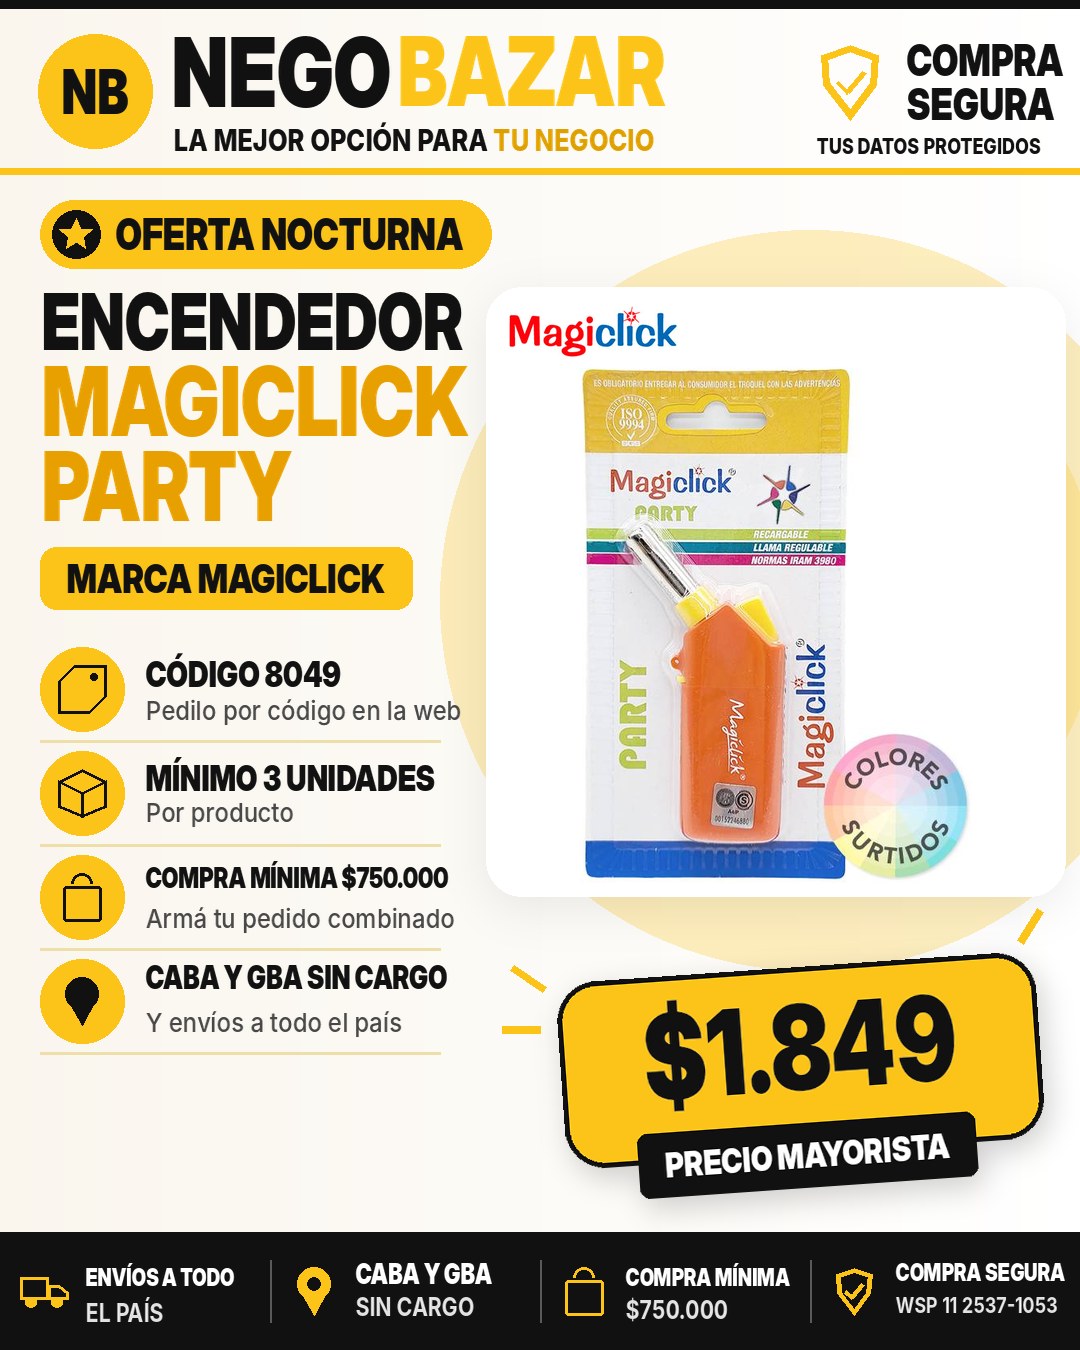 NB
NEGOBAZAR
LA MEJOR OPCIÓN PARA TU NEGOCIO
COMPRA
SEGURA
TUS DATOS PROTEGIDOS
OFERTA NOCTURNA
ENCENDEDOR
MAGICLICK
PARTY
MARCA MAGICLICK
CÓDIGO 8049
Pedilo por código en la web
MÍNIMO 3 UNIDADES
Por producto
COMPRA MÍNIMA $750.000
Armá tu pedido combinado
CABA Y GBA SIN CARGO
Y envíos a todo el país
Magiclick
ES OBLIGATORIO ENTREGAR AL CONSUMIDOR EL TROQUEL CON LAS ADVERTENCIAS
ISO
9994
Magiclick®
PARTY
RECARGABLE
LLAMA REGULABLE
NORMAS IRAM 3980
PARTY
Magiclick®
Magiclick®
COLORES
SURTIDOS
$1.849
PRECIO MAYORISTA
ENVÍOS A TODO
EL PAÍS
CABA Y GBA
SIN CARGO
COMPRA MÍNIMA
$750.000
COMPRA SEGURA
WSP 11 2537-1053